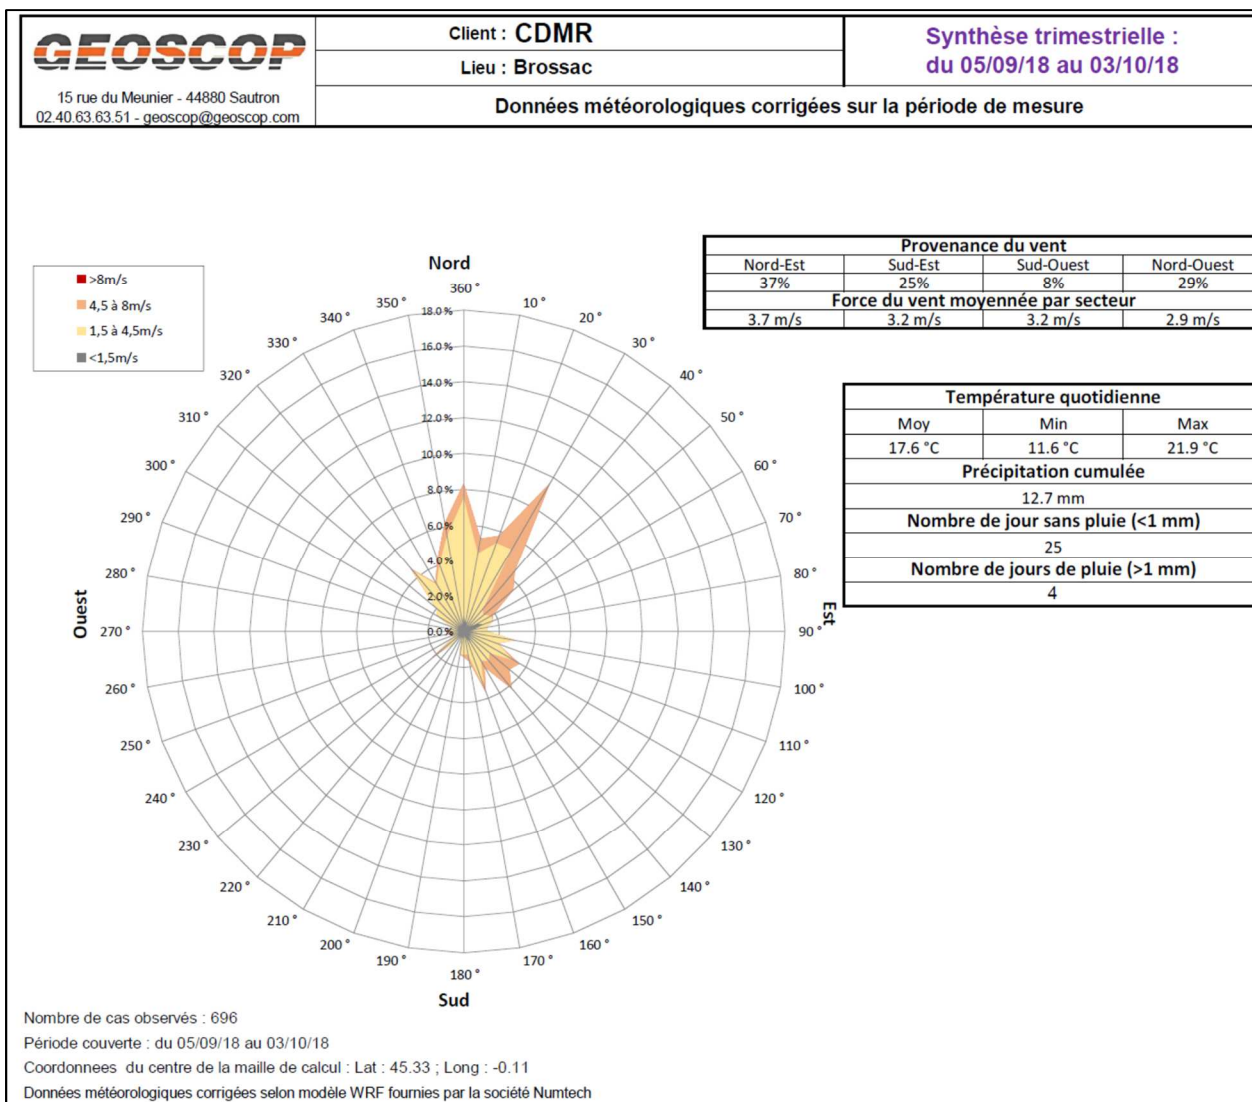 GEOSCOP
15 rue du Meunier - 44880 Sautron
02.40.63.63.51 - geoscop@geoscop.com
Client : CDMR
Lieu : Brossac
Synthèse trimestrielle :
du 05/09/18 au 03/10/18
Données météorologiques corrigées sur la période de mesure
>8m/s
4,5 à 8m/s
1,5 à 4,5m/s
<1,5m/s
Provenance du vent
Nord-Est Sud-Est Sud-Ouest Nord-Ouest
37% 25% 8% 29%
Force du vent moyennée par secteur
3.7 m/s 3.2 m/s 3.2 m/s 2.9 m/s
Température quotidienne
Moy Min Max
17.6 °C 11.6 °C 21.9 °C
Précipitation cumulée
12.7 mm
Nombre de jour sans pluie (<1 mm)
25
Nombre de jours de pluie (>1 mm)
4
Nord
360 °
10 °
20 °
30 °
40 °
50 °
60 °
70 °
80 °
90 °
Est
100 °
110 °
120 °
130 °
140 °
150 °
160 °
170 °
180 °
Sud
190 °
200 °
210 °
220 °
230 °
240 °
250 °
260 °
270 °
Ouest
280 °
290 °
300 °
310 °
320 °
330 °
340 °
350 °
18.0%
16.0%
14.0%
12.0%
10.0%
8.0%
6.0%
4.0%
2.0%
0.0%
Nombre de cas observés : 696
Période couverte : du 05/09/18 au 03/10/18
Coordonnees du centre de la maille de calcul : Lat : 45.33 ; Long : -0.11
Données météorologiques corrigées selon modèle WRF fournies par la société Numtech